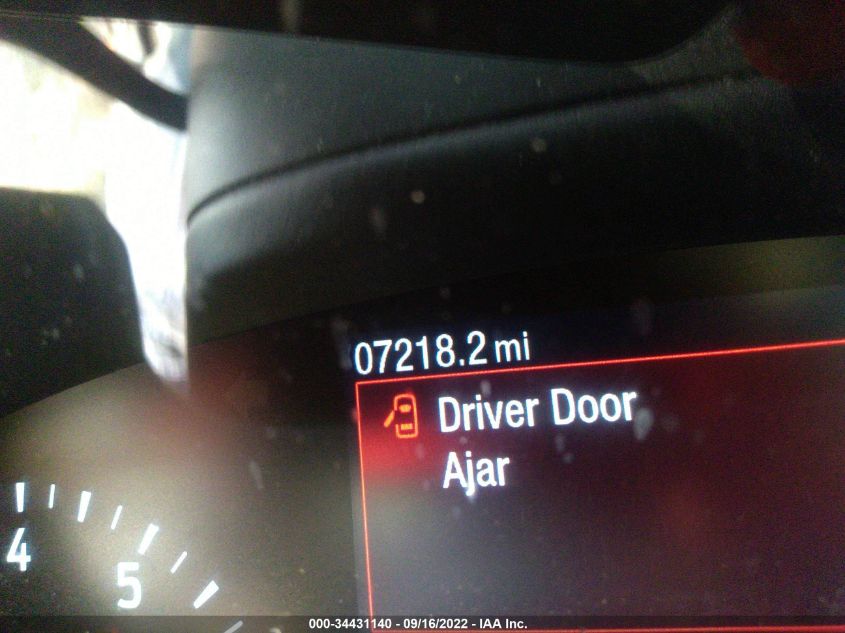 07218.2 mi
Driver Door
Ajar
4
5
000-34431140 - 09/16/2022 - IAA Inc.